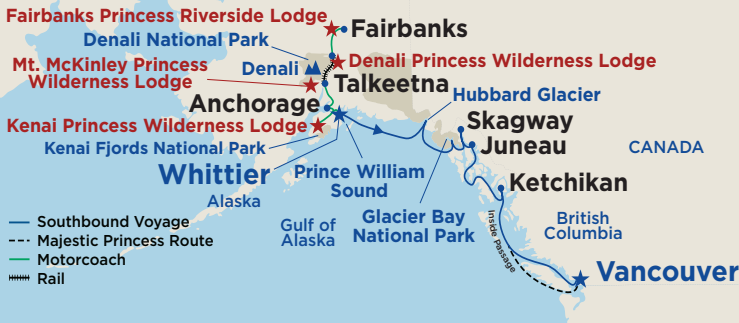 Fairbanks Princess Riverside Lodge
Fairbanks
Denali National Park
Mt. McKinley Princess
Wilderness Lodge
Denali
Denali Princess Wilderness Lodge
Talkeetna
Anchorage
Hubbard Glacier
Kenai Princess Wilderness Lodge
Skagway
Kenai Fjords National Park
Juneau
CANADA
Whittier
Prince William
Sound
Ketchikan
Alaska
Gulf of
Alaska
Glacier Bay
National Park
British
Columbia
Inside Passage
Southbound Voyage
Majestic Princess Route
Motorcoach
Rail
Vancouver